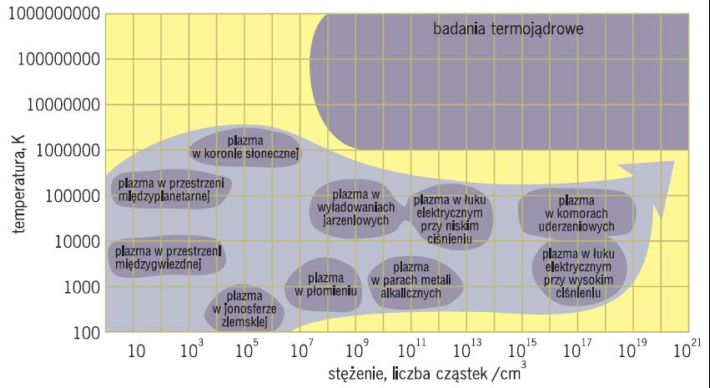 1000000000
100000000
10000000
1000000
100000
10000
1000
100
temperatura, K
badania termojądrowe
plazma
w koronie słonecznej
plazma w przestrzeni
międzyplanetarnej
plazma w
wyładowaniach
jarzeniowych
plazma w łuku
elektrycznym
przy niskim
ciśnieniu
plazma
w komorach
uderzeniowych
plazma w przestrzeni
międzygwiezdnej
plazma
w płomieniu
plazma
w parach metali
alkalicznych
plazma w łuku
elektrycznym
przy wysokim
ciśnieniu
plazma
w jonosferze
ziemskiej
10 10³ 10⁵ 10⁷ 10⁹ 10¹¹ 10¹³ 10¹⁵ 10¹⁷ 10¹⁹ 10²¹
stężenie, liczba cząstek /cm³